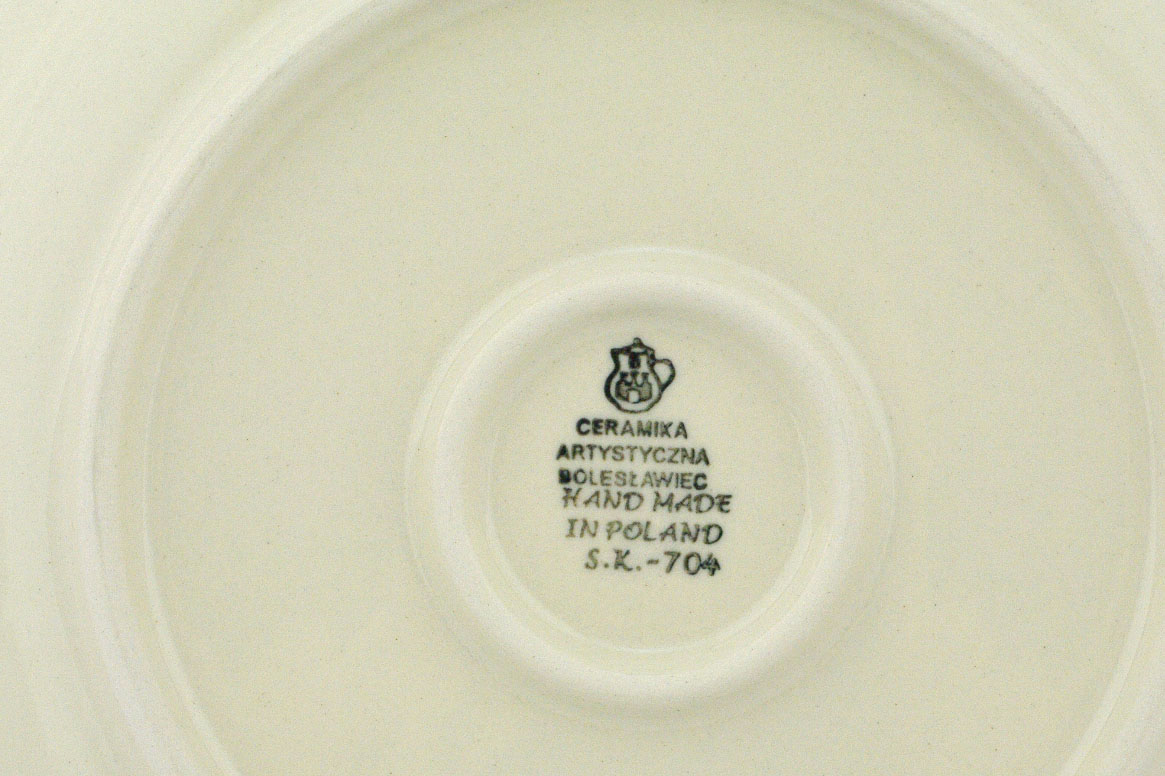 CERAMIKA
ARTYSTYCZNA
BOLESŁAWIEC
HAND MADE
IN POLAND
S.K.-704